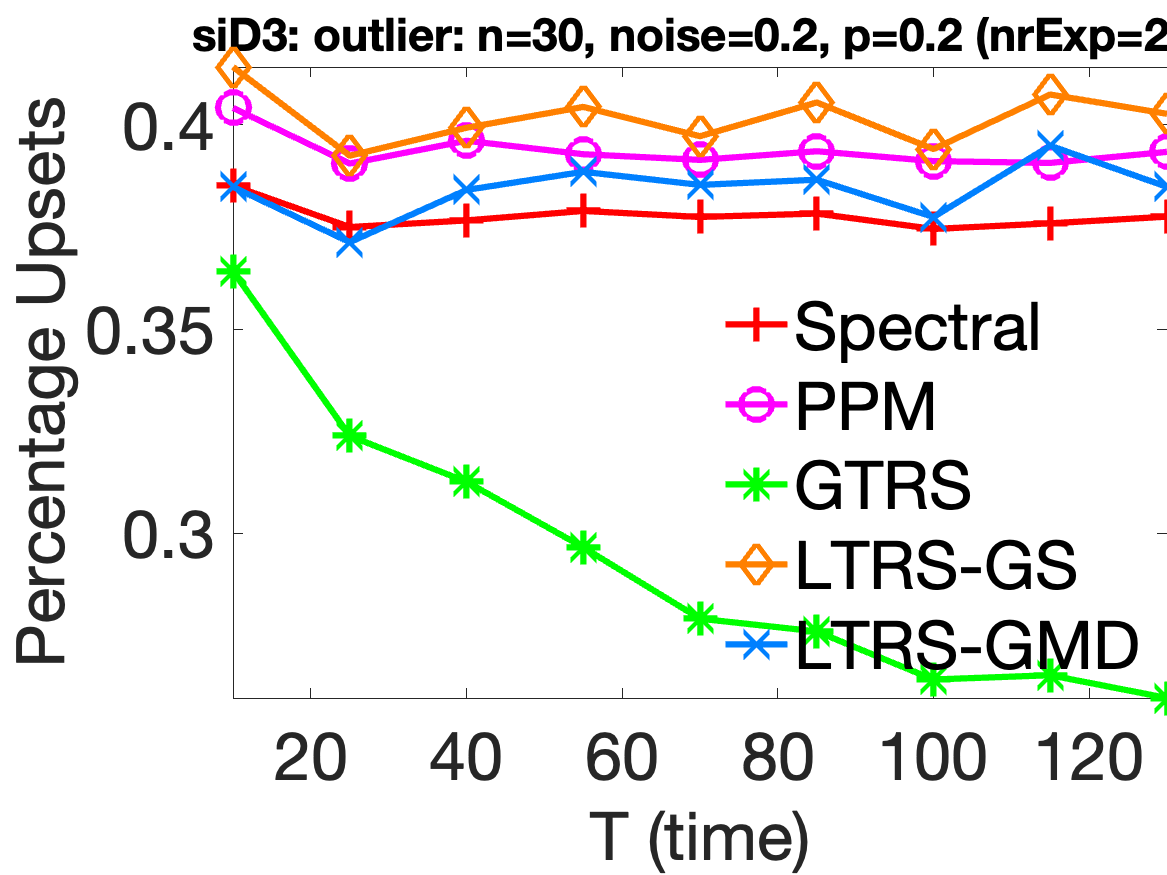 siD3: outlier: n=30, noise=0.2, p=0.2 (nrExp=2
Percentage Upsets
0.4
0.35
0.3
Spectral
PPM
GTRS
LTRS-GS
LTRS-GMD
20 40 60 80 100 120
T (time)